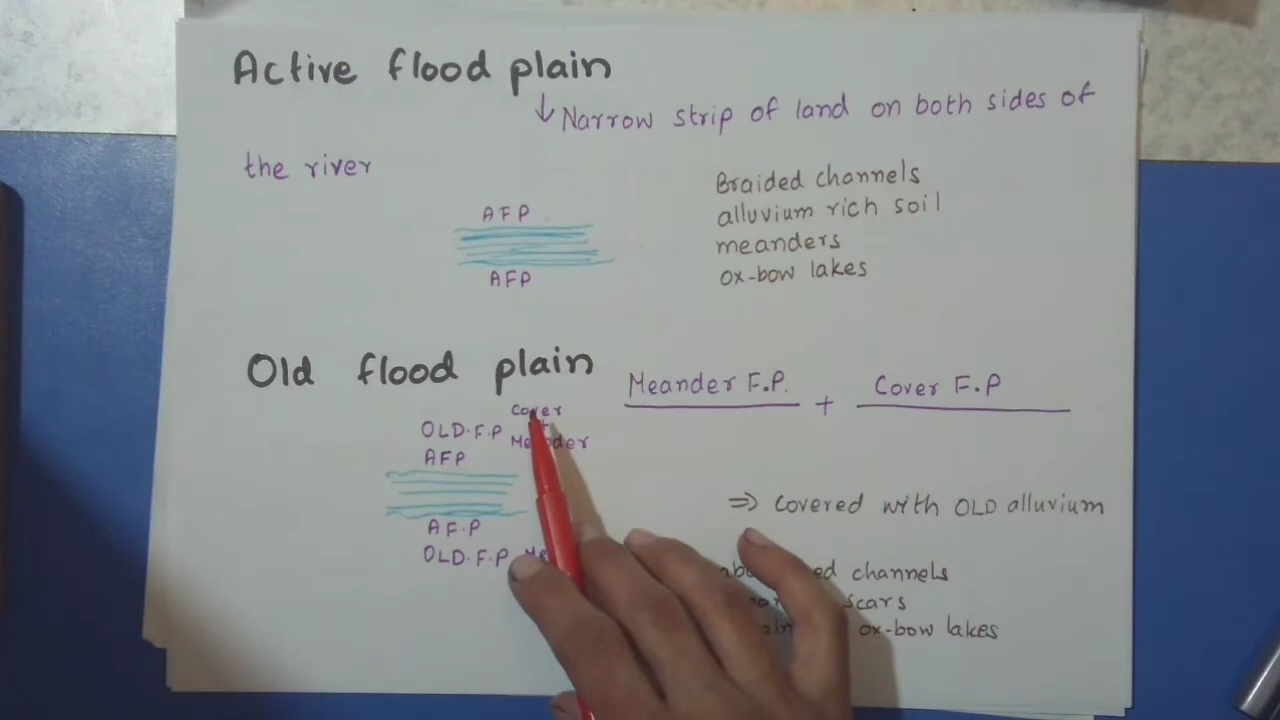 Active flood plain
↓ Narrow strip of land on both sides of
the river
AFP
AFP
Braided channels
alluvium rich soil
meanders
ox-bow lakes
Old flood plain
Meander F.P. + Cover F.P
Cover
OLD.F.P
AFP
A F.P
OLD.F.P
⇒ covered with OLD alluvium
channels
scars
ox-bow lakes